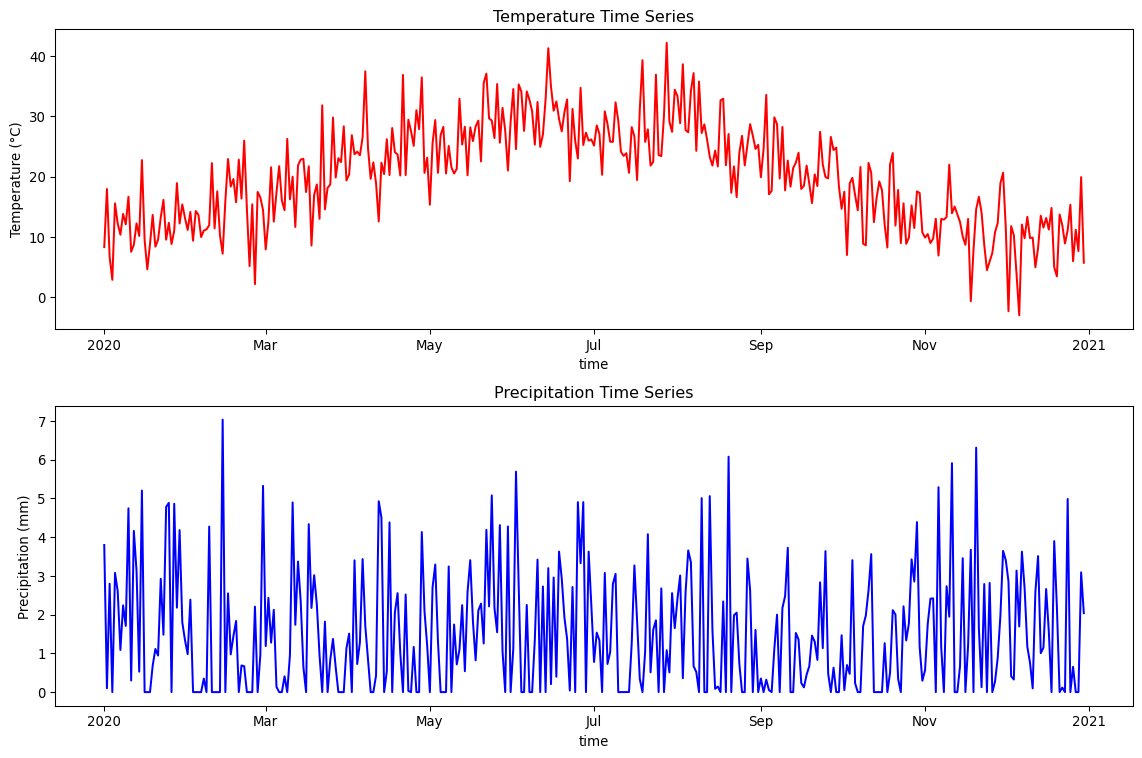 Temperature Time Series
Temperature (°C)
40
30
20
10
0
2020 Mar May Jul Sep Nov 2021
time
Precipitation Time Series
Precipitation (mm)
7
6
5
4
3
2
1
0
2020 Mar May Jul Sep Nov 2021
time